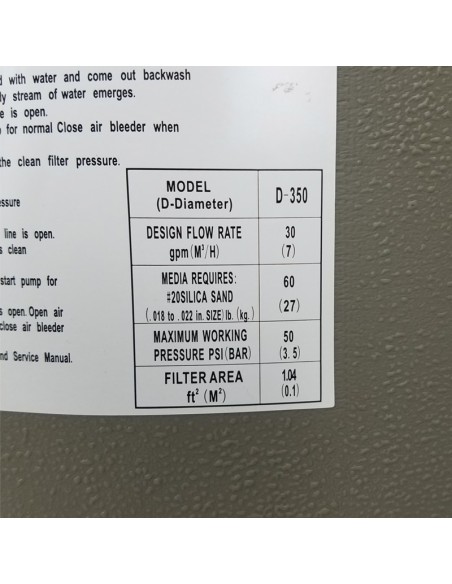 d with water and come out backwash
ly stream of water emerges.
e is open.
for normal Close air bleeder when
the clean filter pressure.
essure
line is open.
s clean
start pump for
s open. Open air
close air bleeder
nd Service Manual.
MODEL
(D-Diameter)
D-350
DESIGN FLOW RATE
gpm(M³/H)
30
(7)
MEDIA REQUIRES:
#20SILICA SAND
(.018 to .022 in. SIZE)lb. (kg.)
60
(27)
MAXIMUM WORKING
PRESSURE PSI(BAR)
50
(3.5)
FILTER AREA
ft² (M²)
1.04
(0.1)